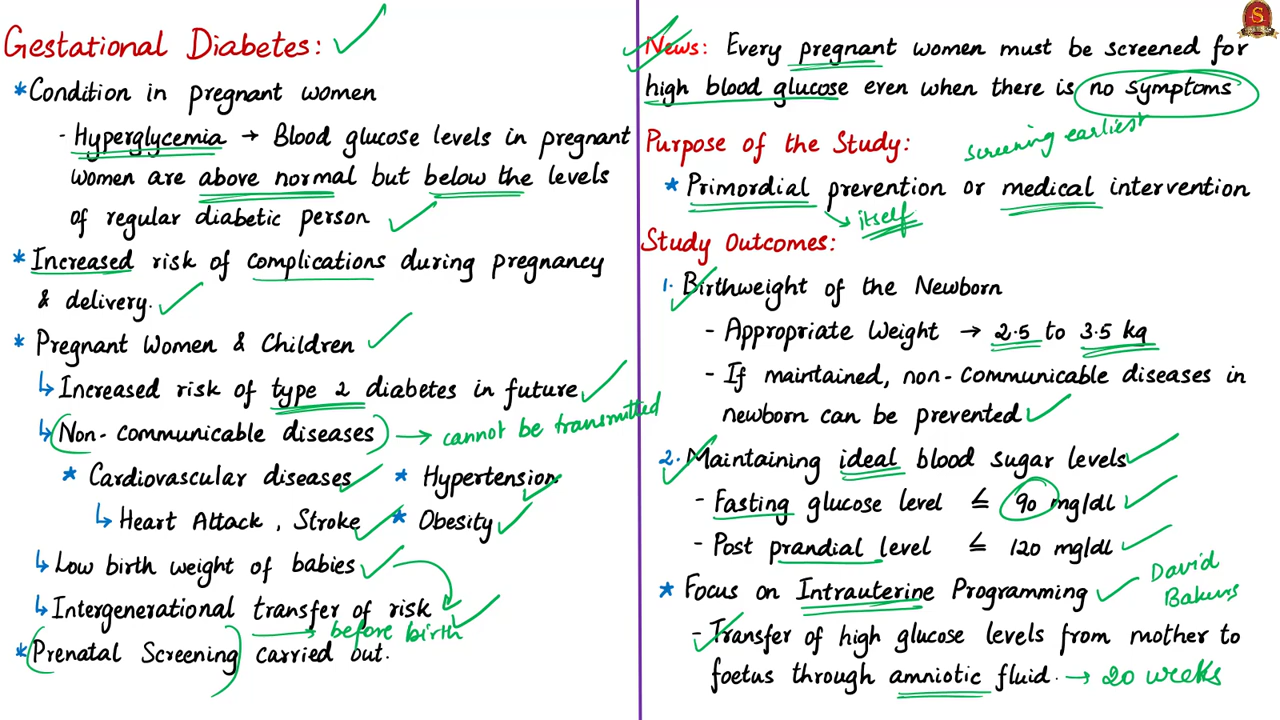 Gestational Diabetes:
*Condition in pregnant women
- Hyperglycemia → Blood glucose levels in pregnant
women are above normal but below the levels
of regular diabetic person
* Increased risk of complications during pregnancy
& delivery.
* Pregnant Women & Children
↳ Increased risk of type 2 diabetes in future
↳ (Non-communicable diseases) → cannot be transmitted
* Cardiovascular diseases * Hypertension
↳ Heart Attack, Stroke * Obesity
↳ Low birth weight of babies
↳ Intergenerational transfer of risk
→ before birth
* (Prenatal Screening) carried out.
S
News: Every pregnant women must be screened for
high blood glucose even when there is no symptoms
screening earliest
Purpose of the Study:
* Primordial prevention or medical intervention
↳ itself
Study Outcomes:
1. Birthweight of the Newborn
- Appropriate Weight → 2.5 to 3.5 kg
- If maintained, non-communicable diseases in
newborn can be prevented
2. Maintaining ideal blood sugar levels
- Fasting glucose level ≤ 90 mg/dl
- Post prandial level ≤ 120 mg/dl
* Focus on Intrauterine Programming
David
Bakers
- Transfer of high glucose levels from mother to
foetus through amniotic fluid. → 20 weeks